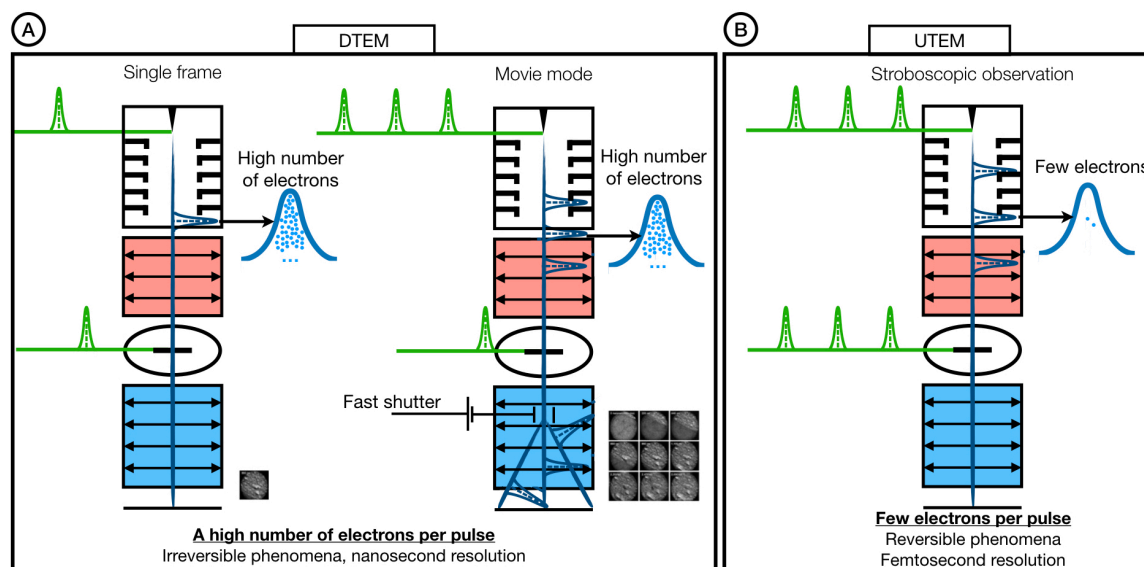 A
DTEM
Single frame
Movie mode
High number
of electrons
High number
of electrons
Fast shutter
A high number of electrons per pulse
Irreversible phenomena, nanosecond resolution
B
UTEM
Stroboscopic observation
Few electrons
Few electrons per pulse
Reversible phenomena
Femtosecond resolution